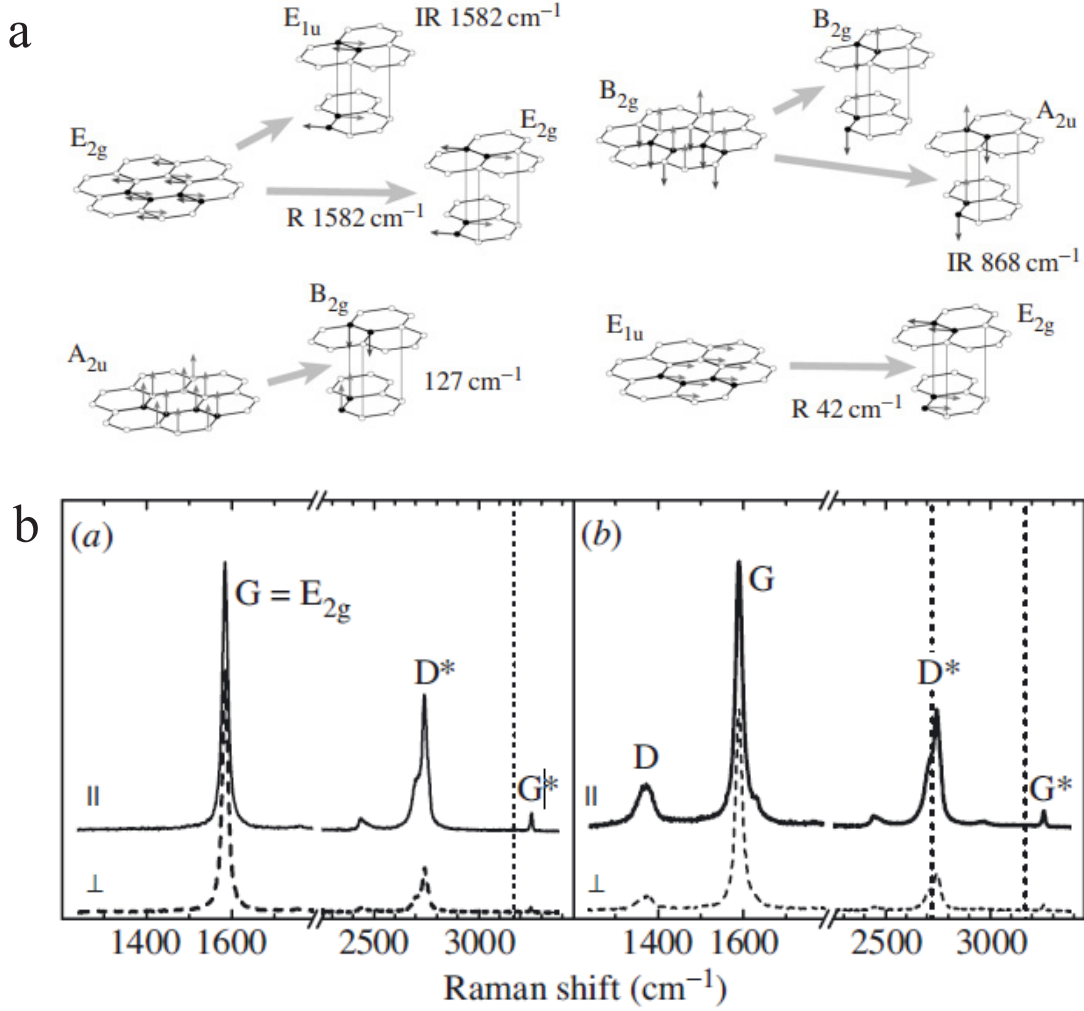 a
E1u
IR 1582 cm−1
E2g
R 1582 cm−1
E2g
B2g
B2g
A2u
IR 868 cm−1
A2u
B2g
127 cm−1
E1u
R 42 cm−1
E2g
b
(a)
G = E2g
D*
G*
||
⊥
1400 1600 2500 3000
(b)
G
D*
D
G*
||
⊥
1400 1600 2500 3000
Raman shift (cm−1)